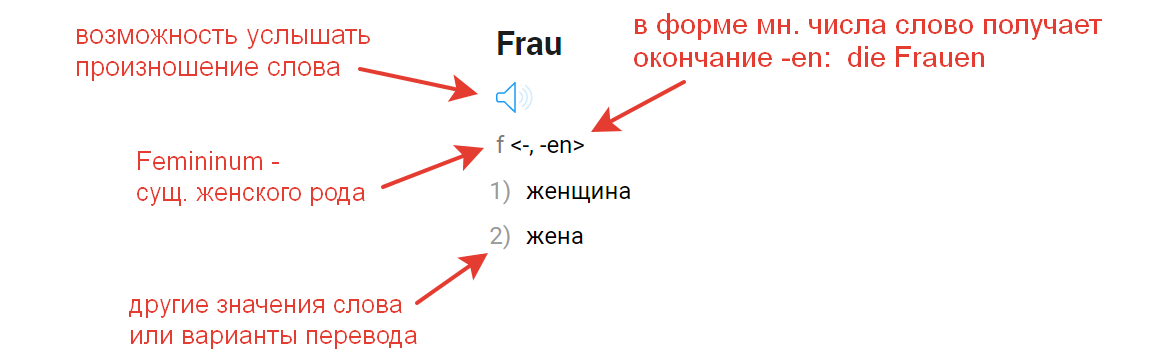 возможность услышать
произношение слова
Frau
в форме мн. числа слово получает
окончание -en: die Frauen
Femininum -
сущ. женского рода
f <-, -en>
1) женщина
2) жена
другие значения слова
или варианты перевода